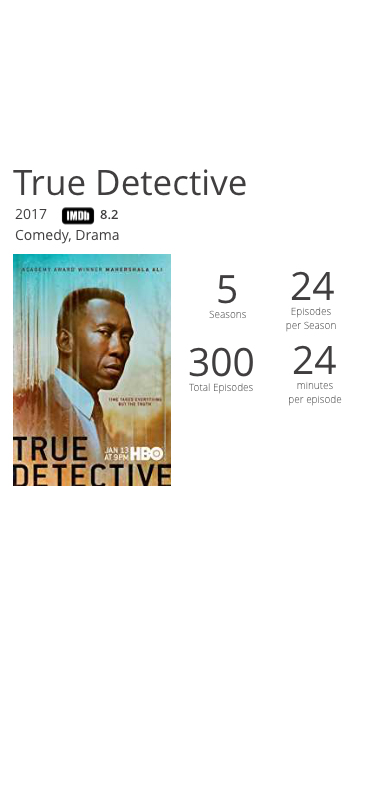 True Detective
2017 IMDb 8.2
Comedy, Drama
ACADEMY AWARD WINNER MAHERSHALA ALI
TIME TAKES EVERYTHING
BUT THE TRUTH
JAN 13
AT 9PM HBO
TRUE
DETECTIVE
5
Seasons
24
Episodes
per Season
300
Total Episodes
24
minutes
per episode